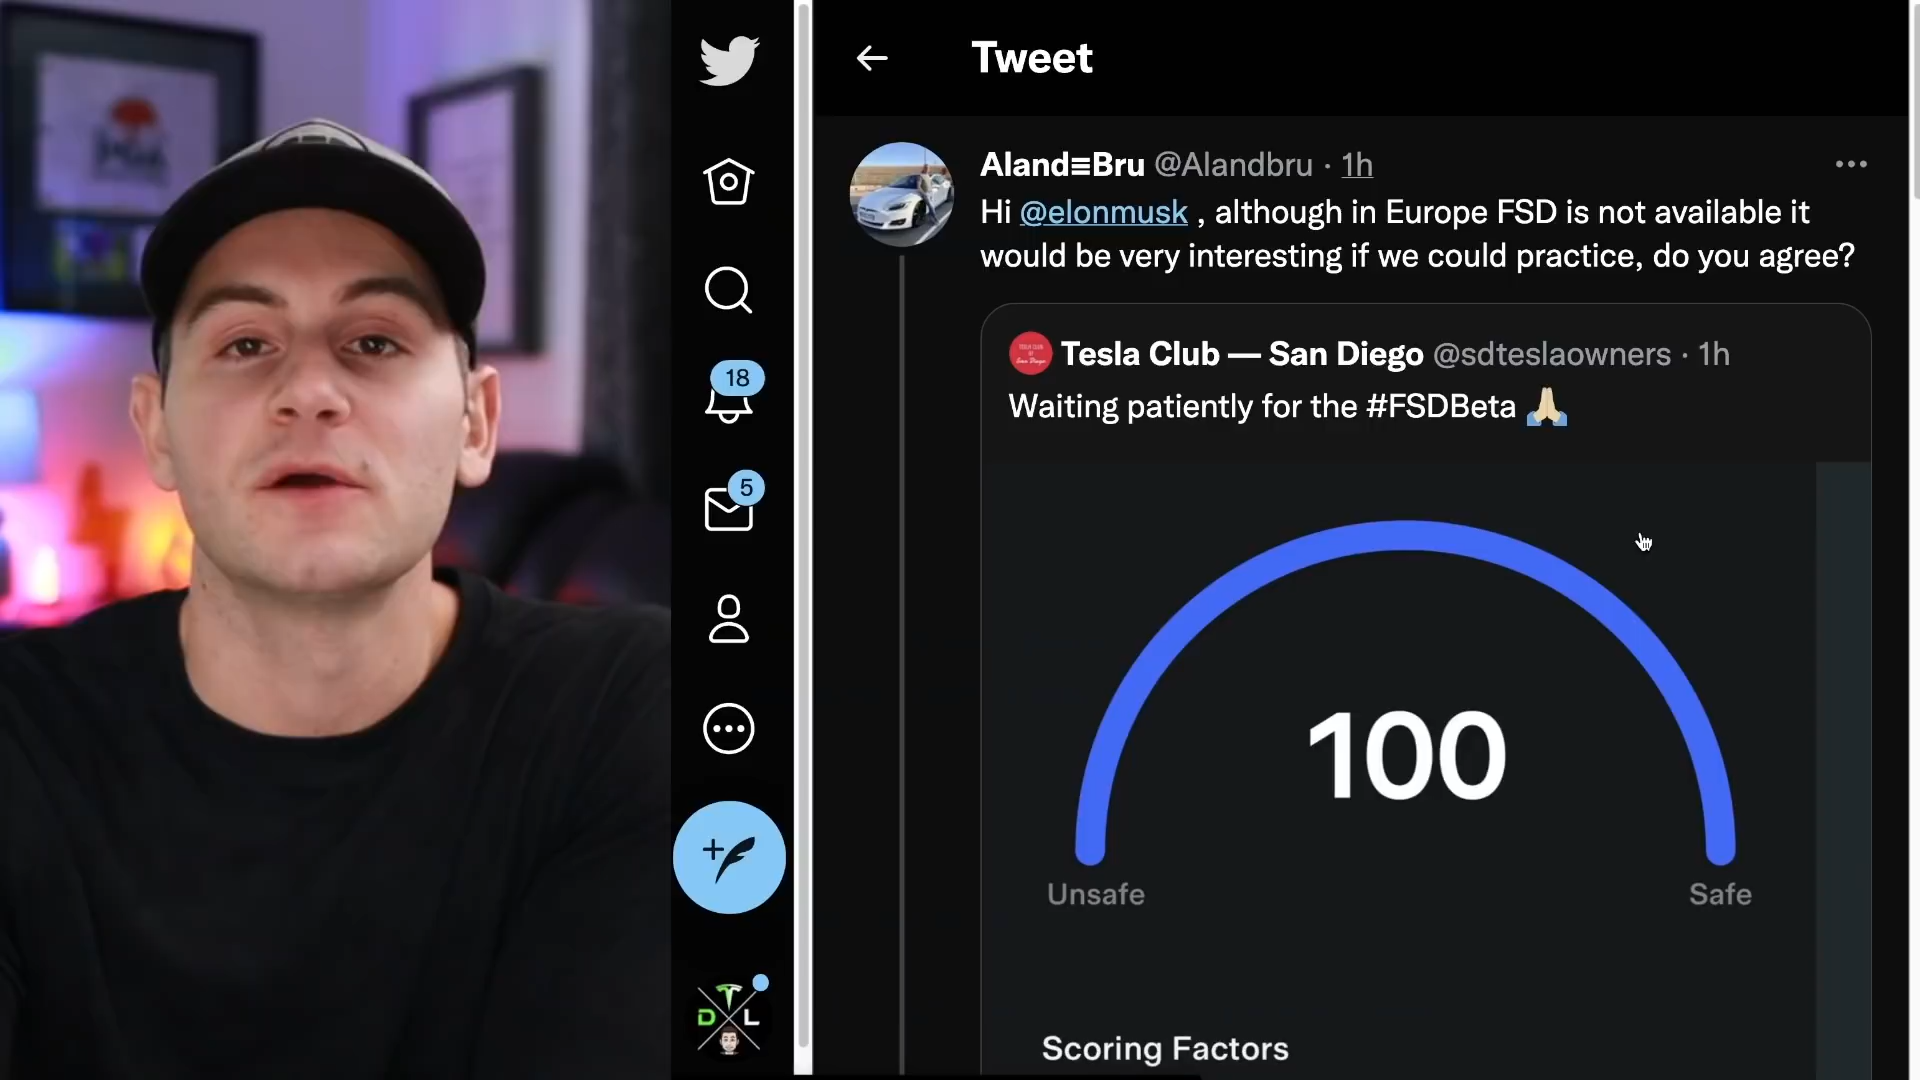 Tweet
Aland≡Bru @Alandbru · 1h
Hi @elonmusk , although in Europe FSD is not available it
would be very interesting if we could practice, do you agree?
Tesla Club — San Diego @sdteslaowners · 1h
Waiting patiently for the #FSDBeta 🙏🏼
100
Unsafe
Safe
Scoring Factors
18
5
D L